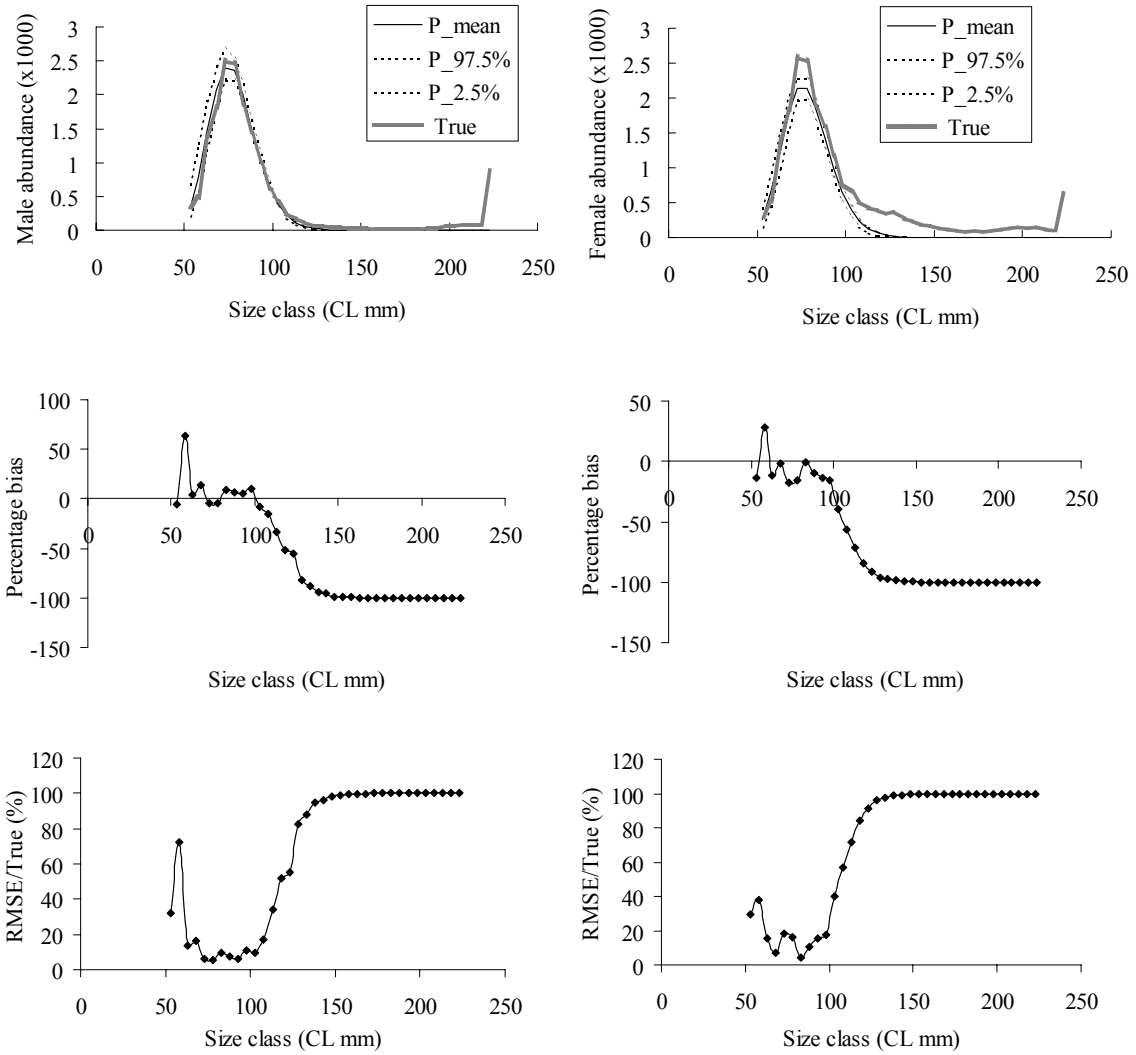 Male abundance (x1000)
3
2.5
2
1.5
1
0.5
0
0 50 100 150 200 250
Size class (CL mm)
P_mean
P_97.5%
P_2.5%
True
Female abundance (x1000)
3
2.5
2
1.5
1
0.5
0
0 50 100 150 200 250
Size class (CL mm)
P_mean
P_97.5%
P_2.5%
True
Percentage bias
100
50
0
-50
-100
-150
0 50 100 150 200 250
Size class (CL mm)
Percentage bias
50
0
-50
-100
-150
0 50 100 150 200 250
Size class (CL mm)
RMSE/True (%)
120
100
80
60
40
20
0
0 50 100 150 200 250
Size class (CL mm)
RMSE/True (%)
120
100
80
60
40
20
0
0 50 100 150 200 250
Size class (CL mm)